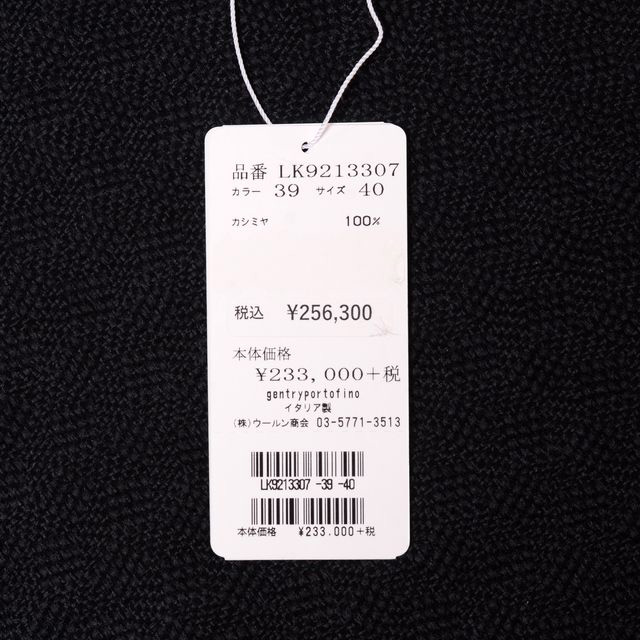 品番 LK9213307
カラー 39 サイズ 40
カシミヤ 100%
税込 ¥256,300
本体価格
¥233,000+税
gentryportofino
イタリア製
(株)ウールン商会 03-5771-3513
LK9213307 -39 -40
本体価格 ¥233.000+税